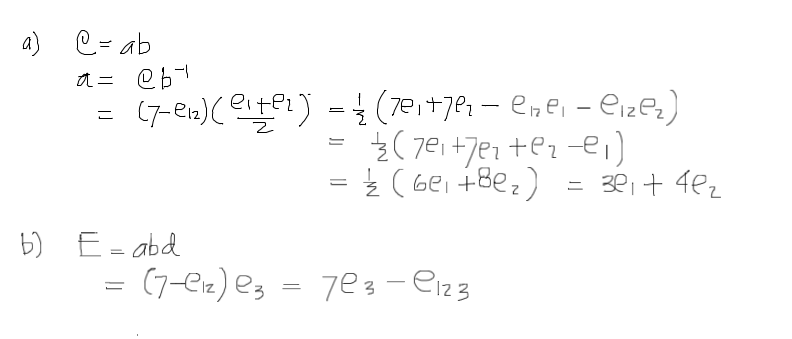 a) C = ab
a = Cb⁻¹
= (7-e₁₂)(e₁+e₂/2) = ½(7e₁+7e₂ - e₁₂e₁ - e₁₂e₂)
= ½(7e₁+7e₂+e₂-e₁)
= ½(6e₁+8e₂) = 3e₁+4e₂
b) E = abd
= (7-e₁₂)e₃ = 7e₃-e₁₂₃